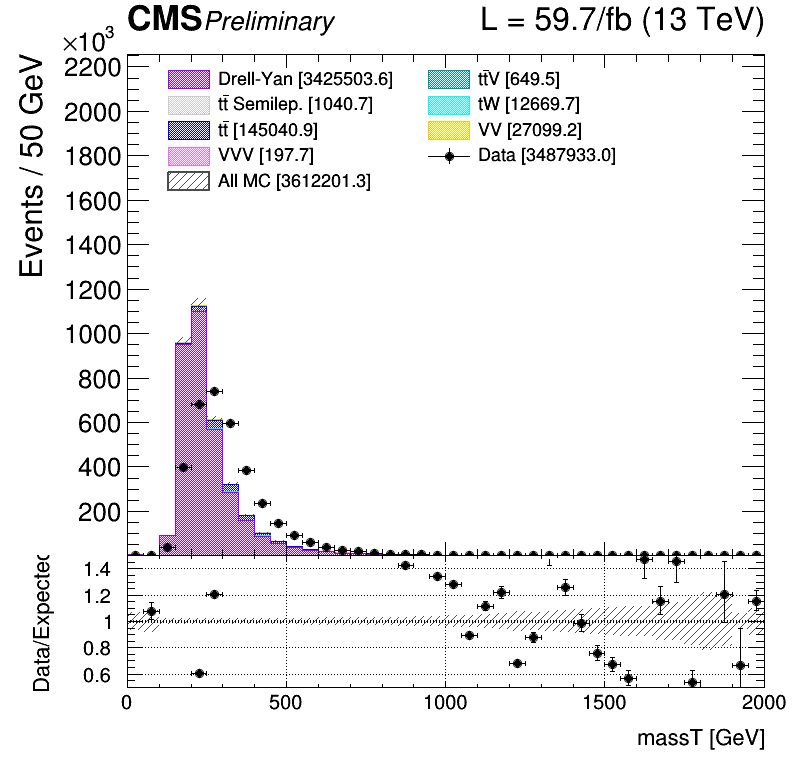 CMS Preliminary L = 59.7/fb (13 TeV)
×10³
Events / 50 GeV
2200
2000
1800
1600
1400
1200
1000
800
600
400
200
Drell-Yan [3425503.6]
tt̄ Semilep. [1040.7]
tt̄ [145040.9]
VVV [197.7]
All MC [3612201.3]
tt̄V [649.5]
tW [12669.7]
VV [27099.2]
Data [3487933.0]
Data/Expected
1.4
1.2
1
0.8
0.6
0 500 1000 1500 2000
massT [GeV]